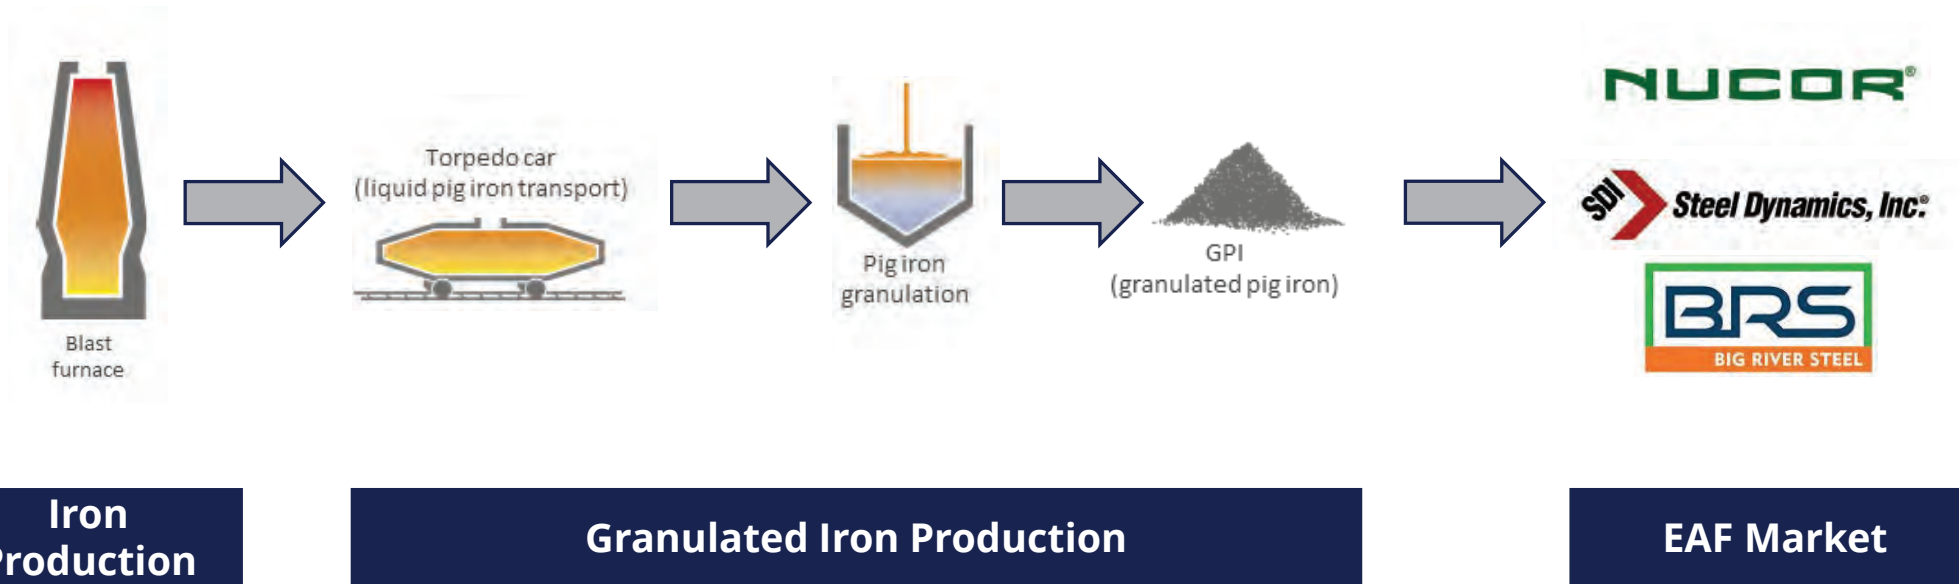 Blast
furnace
Torpedo car
(liquid pig iron transport)
Pig iron
granulation
GPI
(granulated pig iron)
NUCOR®
SDI Steel Dynamics, Inc.®
BRS
BIG RIVER STEEL
Iron
Production
Granulated Iron Production
EAF Market